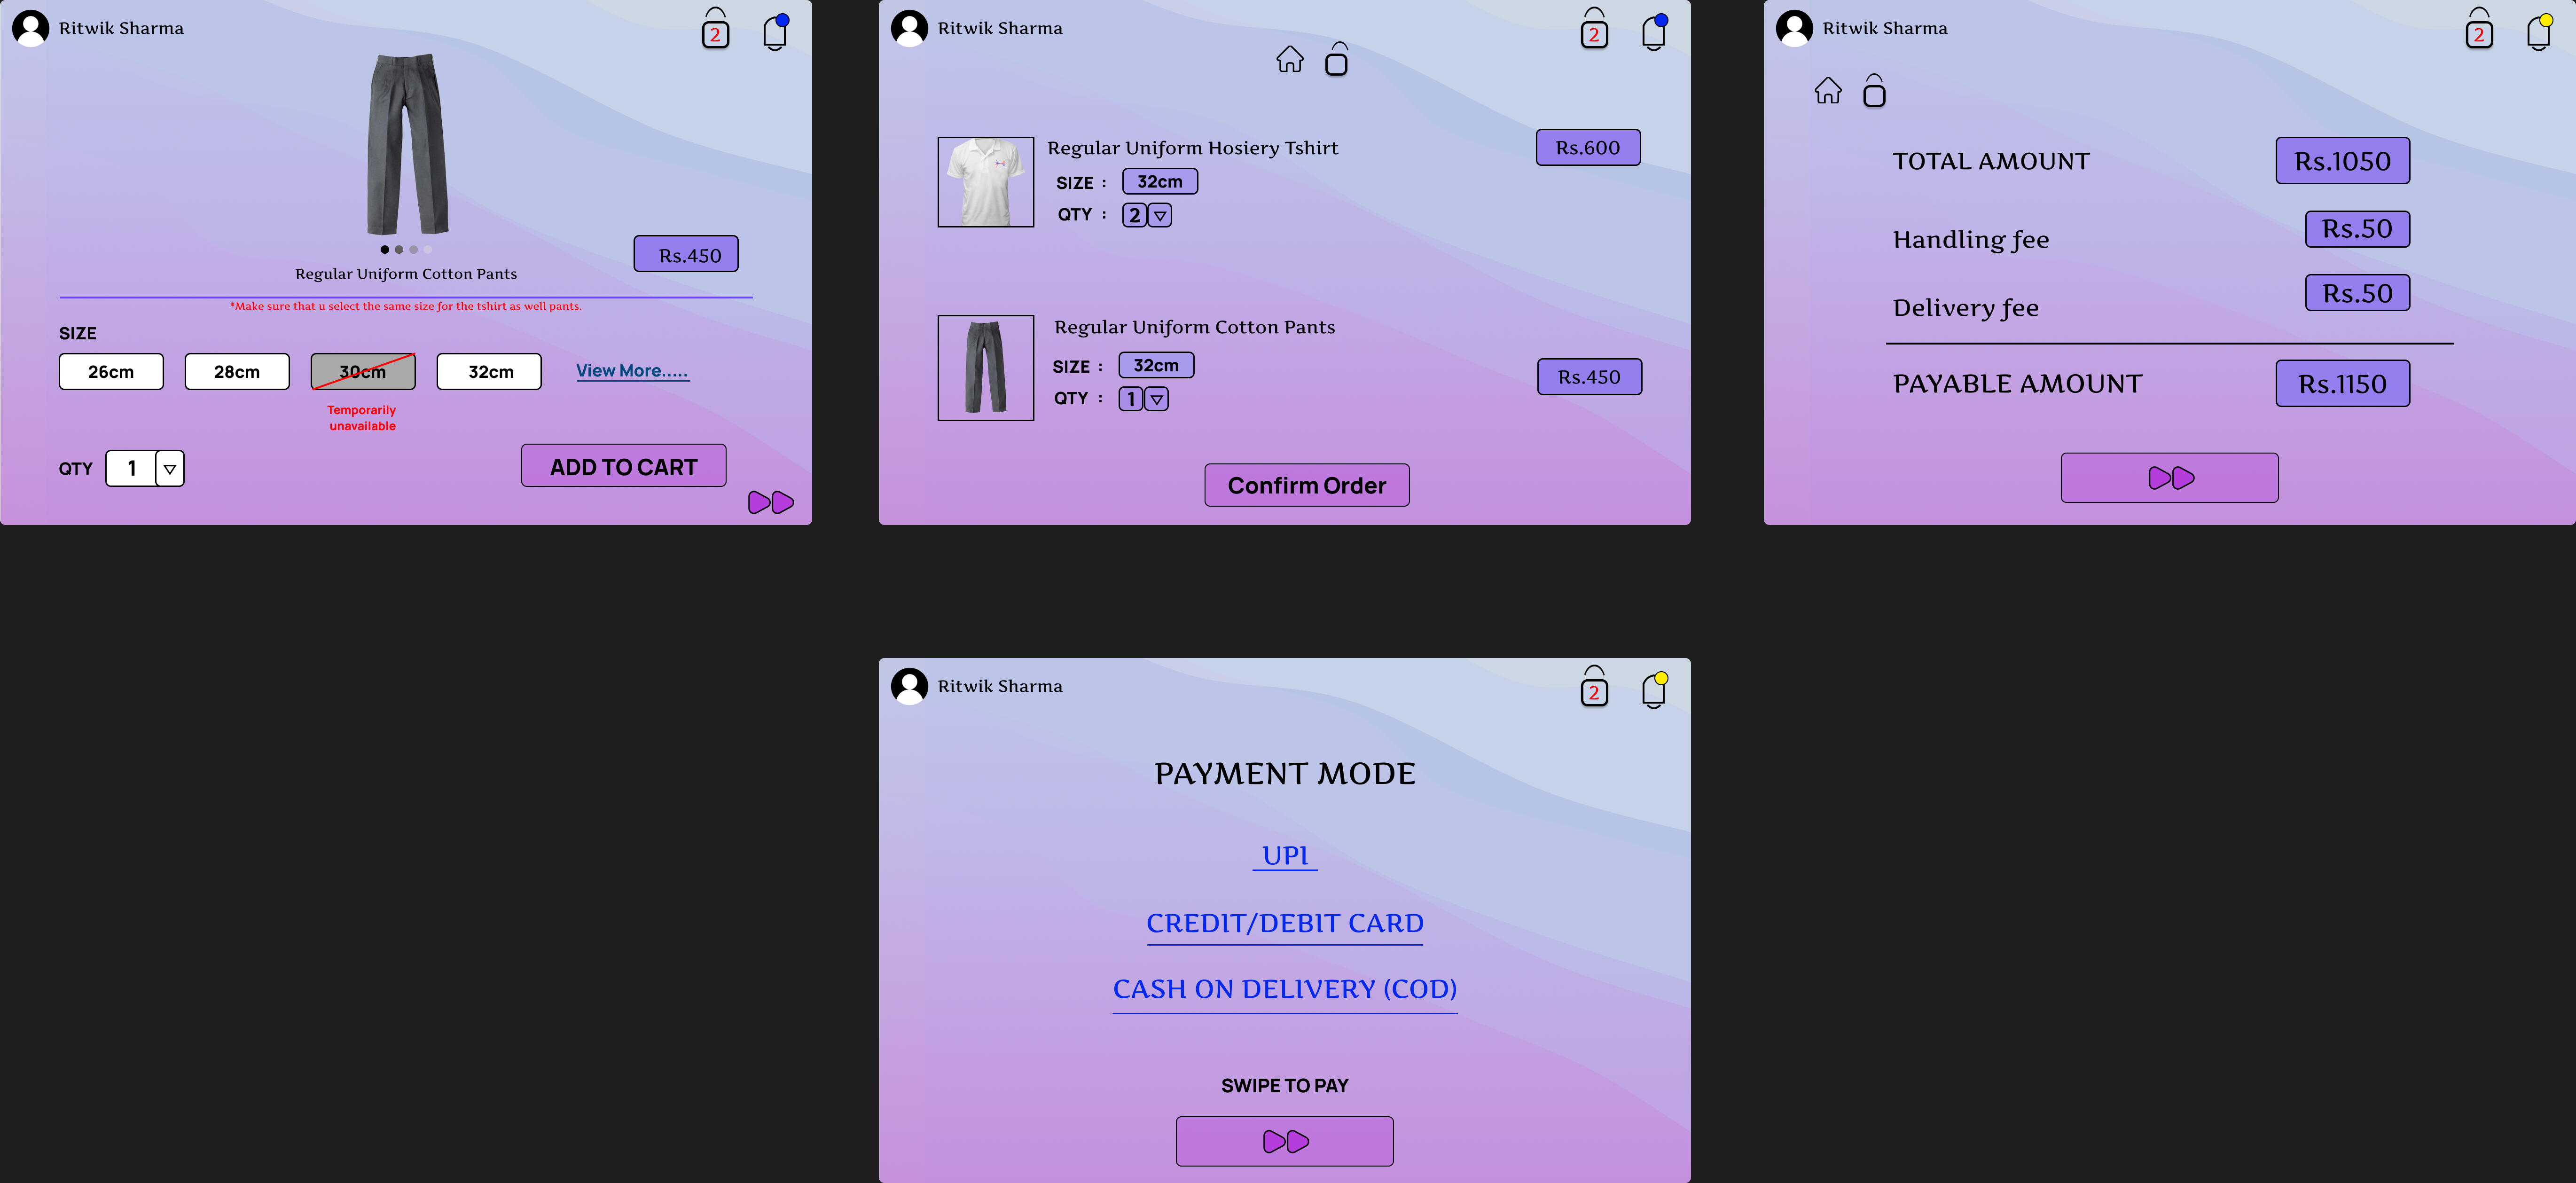 Ritwik Sharma
2
Regular Uniform Cotton Pants
Rs.450
*Make sure that u select the same size for the tshirt as well pants.
SIZE
26cm
28cm
30cm
32cm
View More.....
Temporarily
unavailable
QTY
1
ADD TO CART
Ritwik Sharma
2
Regular Uniform Hosiery Tshirt
Rs.600
SIZE :
32cm
QTY :
2
Regular Uniform Cotton Pants
SIZE :
32cm
Rs.450
QTY :
1
Confirm Order
Ritwik Sharma
2
TOTAL AMOUNT
Rs.1050
Handling fee
Rs.50
Delivery fee
Rs.50
PAYABLE AMOUNT
Rs.1150
Ritwik Sharma
2
PAYMENT MODE
UPI
CREDIT/DEBIT CARD
CASH ON DELIVERY (COD)
SWIPE TO PAY